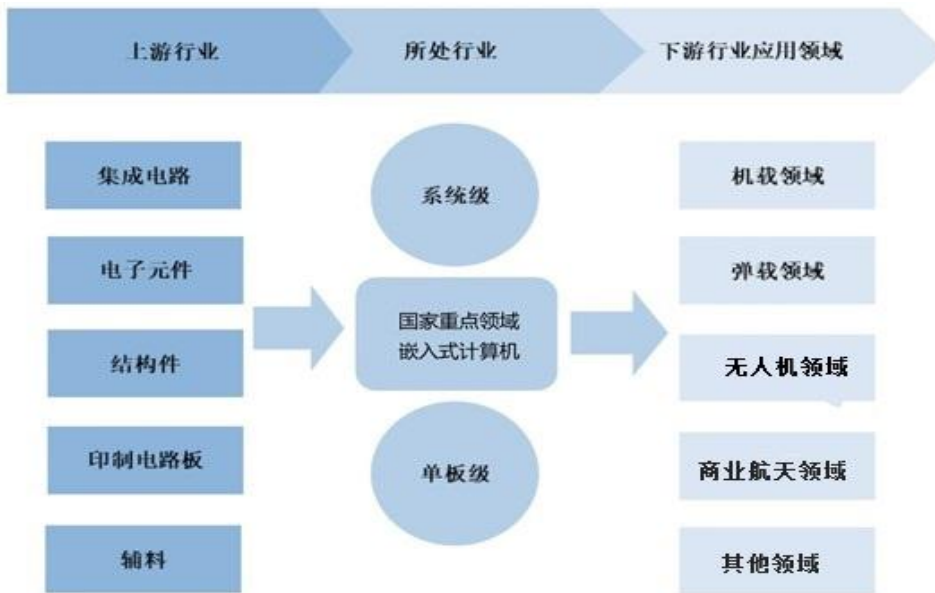 上游行业
所处行业
下游行业应用领域
集成电路
电子元件
结构件
印制电路板
辅料
系统级
国家重点领域
嵌入式计算机
单板级
机载领域
弹载领域
无人机领域
商业航天领域
其他领域